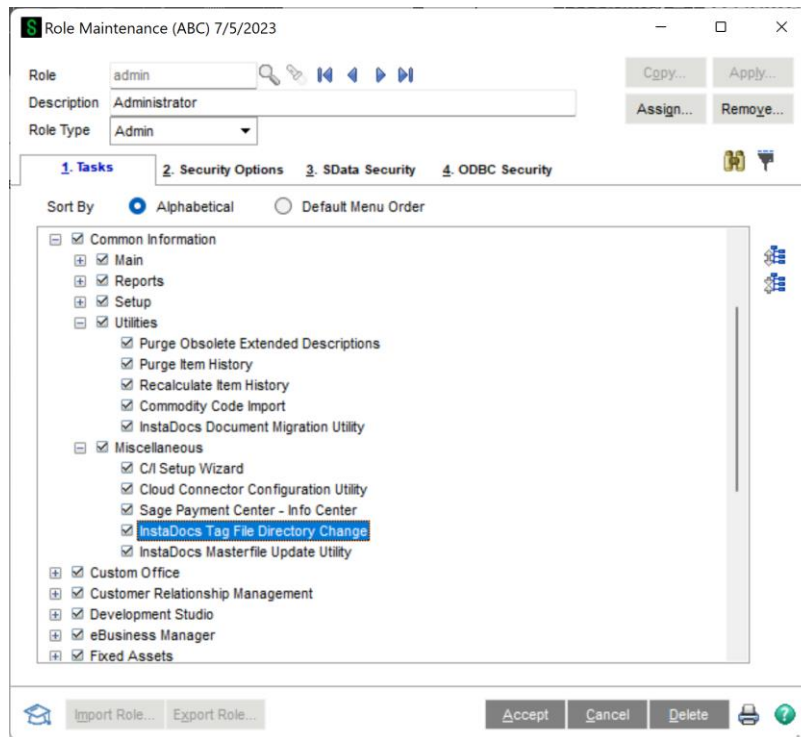 S Role Maintenance (ABC) 7/5/2023
Role admin Copy... Apply...
Description Administrator Assign... Remove...
Role Type Admin
1. Tasks 2. Security Options 3. SData Security 4. ODBC Security
Sort By Alphabetical Default Menu Order
Common Information
Main
Reports
Setup
Utilities
Purge Obsolete Extended Descriptions
Purge Item History
Recalculate Item History
Commodity Code Import
InstaDocs Document Migration Utility
Miscellaneous
C/I Setup Wizard
Cloud Connector Configuration Utility
Sage Payment Center - Info Center
InstaDocs Tag File Directory Change
InstaDocs Masterfile Update Utility
Custom Office
Customer Relationship Management
Development Studio
eBusiness Manager
Fixed Assets
Import Role... Export Role... Accept Cancel Delete ?